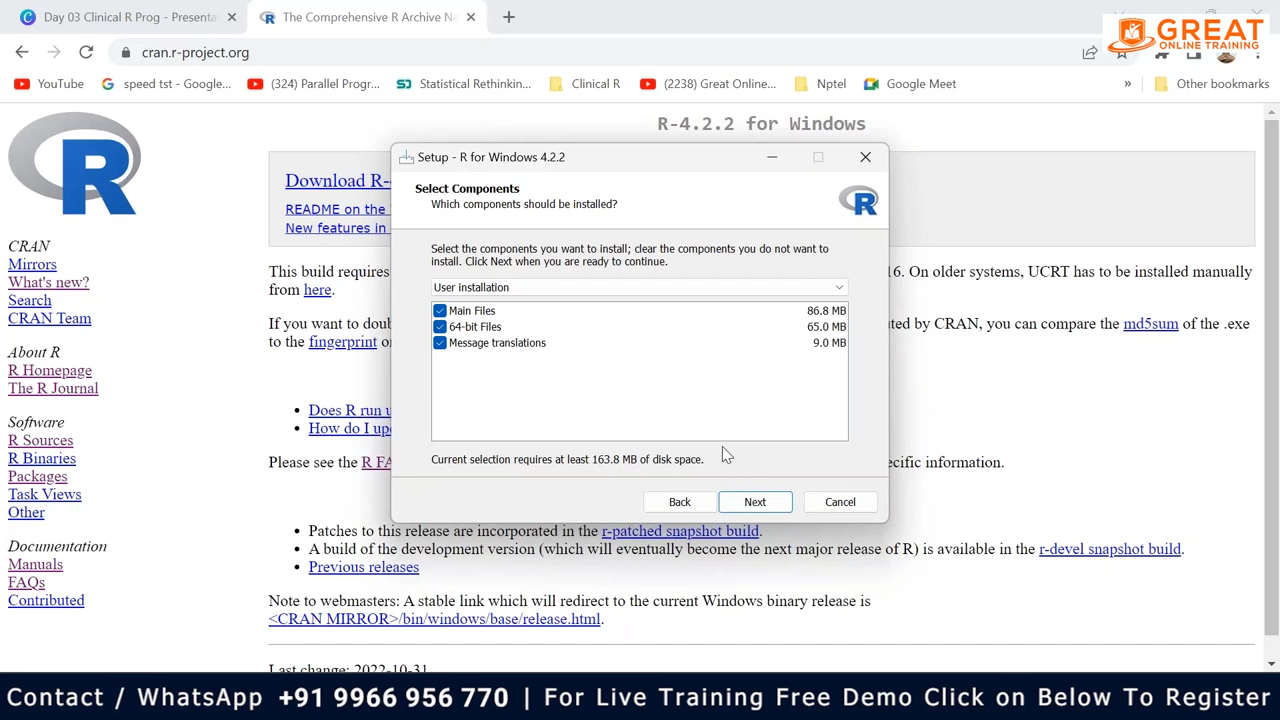 Day 03 Clinical R Prog - Presenta
The Comprehensive R Archive Ne
GREAT
ONLINE TRAINING
cran.r-project.org
YouTube
speed tst - Google...
(324) Parallel Progr...
Statistical Rethinkin...
Clinical R
(2238) Great Online...
Nptel
Google Meet
»
Other bookmarks
R-4.2.2 for Windows
Download R-
README on the
New features in
R
CRAN
Mirrors
What's new?
Search
CRAN Team
About R
R Homepage
The R Journal
Software
R Sources
R Binaries
Packages
Task Views
Other
Documentation
Manuals
FAQs
Contributed
This build requires
16. On older systems, UCRT has to be installed manually
from here.
If you want to doub
uted by CRAN, you can compare the md5sum of the .exe
to the fingerprint or
Does R run u
How do I up
Please see the R FA
ecific information.
Patches to this release are incorporated in the r-patched snapshot build.
A build of the development version (which will eventually become the next major release of R) is available in the r-devel snapshot build.
Previous releases
Note to webmasters: A stable link which will redirect to the current Windows binary release is
<CRAN MIRROR>/bin/windows/base/release.html.
Last change: 2022-10-31
Setup - R for Windows 4.2.2
Select Components
Which components should be installed?
R
Select the components you want to install; clear the components you do not want to
install. Click Next when you are ready to continue.
User installation
Main Files 86.8 MB
64-bit Files 65.0 MB
Message translations 9.0 MB
Current selection requires at least 163.8 MB of disk space.
Back
Next
Cancel
Contact / WhatsApp +91 9966 956 770 | For Live Training Free Demo Click on Below To Register